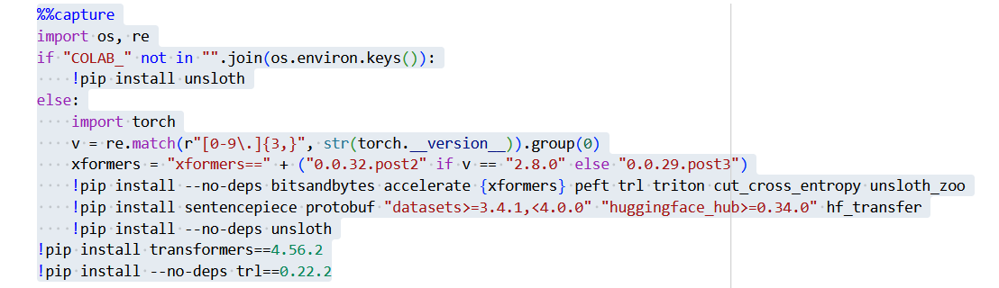 %%capture
import os, re
if "COLAB_" not in "".join(os.environ.keys()):
    !pip install unsloth
else:
    import torch
    v = re.match(r"[0-9\.]{3,}", str(torch.__version__)).group(0)
    xformers = "xformers==" + ("0.0.32.post2" if v == "2.8.0" else "0.0.29.post3")
    !pip install --no-deps bitsandbytes accelerate {xformers} peft trl triton cut_cross_entropy unsloth_zoo
    !pip install sentencepiece protobuf "datasets>=3.4.1,<4.0.0" "huggingface_hub>=0.34.0" hf_transfer
    !pip install --no-deps unsloth
!pip install transformers==4.56.2
!pip install --no-deps trl==0.22.2